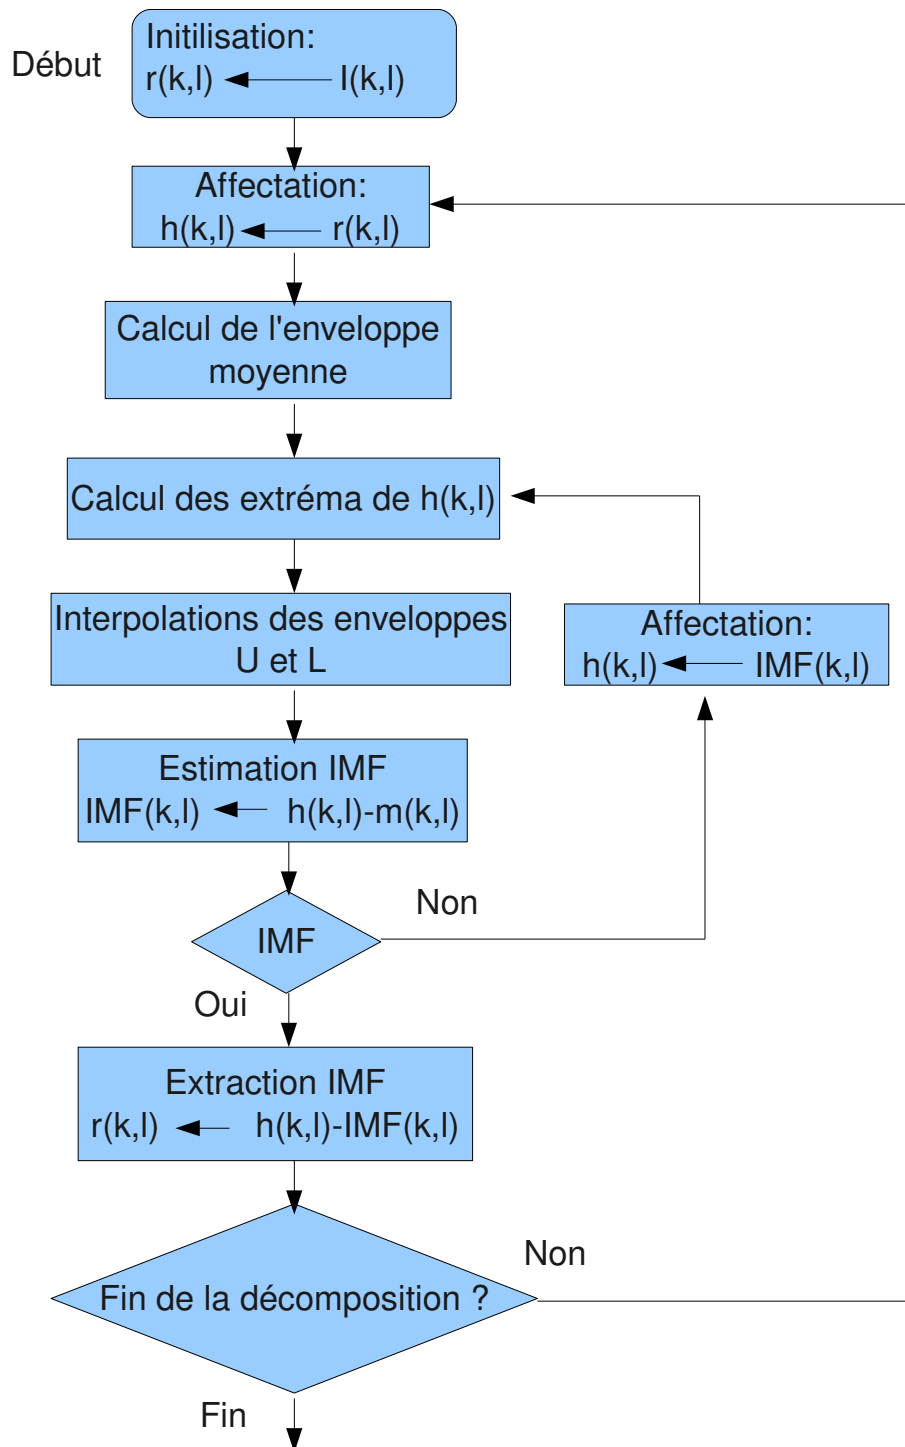 Début
Initilisation:
r(k,l) ← I(k,l)
Affectation:
h(k,l) ← r(k,l)
Calcul de l'enveloppe
moyenne
Calcul des extréma de h(k,l)
Interpolations des enveloppes
U et L
Affectation:
h(k,l) ← IMF(k,l)
Estimation IMF
IMF(k,l) ← h(k,l)-m(k,l)
Non
IMF
Oui
Extraction IMF
r(k,l) ← h(k,l)-IMF(k,l)
Non
Fin de la décomposition ?
Fin